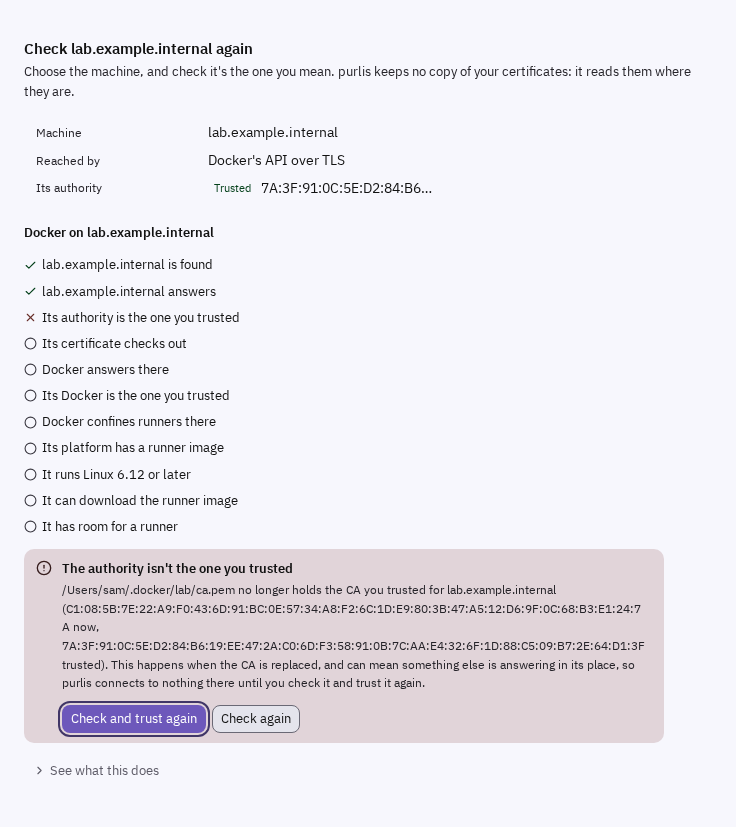 Check lab.example.internal again
Choose the machine, and check it's the one you mean. purlis keeps no copy of your certificates: it reads them where
they are.
Machine lab.example.internal
Reached by Docker's API over TLS
Its authority Trusted 7A:3F:91:0C:5E:D2:84:B6...
Docker on lab.example.internal
lab.example.internal is found
lab.example.internal answers
Its authority is the one you trusted
Its certificate checks out
Docker answers there
Its Docker is the one you trusted
Docker confines runners there
Its platform has a runner image
It runs Linux 6.12 or later
It can download the runner image
It has room for a runner
The authority isn't the one you trusted
/Users/sam/.docker/lab/ca.pem no longer holds the CA you trusted for lab.example.internal
(C1:08:5B:7E:22:A9:F0:43:6D:91:BC:0E:57:34:A8:F2:6C:1D:E9:80:3B:47:A5:12:D6:9F:0C:68:B3:E1:24:7
A now,
7A:3F:91:0C:5E:D2:84:B6:19:EE:47:2A:C0:6D:F3:58:91:0B:7C:AA:E4:32:6F:1D:88:C5:09:B7:2E:64:D1:3F
trusted). This happens when the CA is replaced, and can mean something else is answering in its place, so
purlis connects to nothing there until you check it and trust it again.
Check and trust again Check again
See what this does